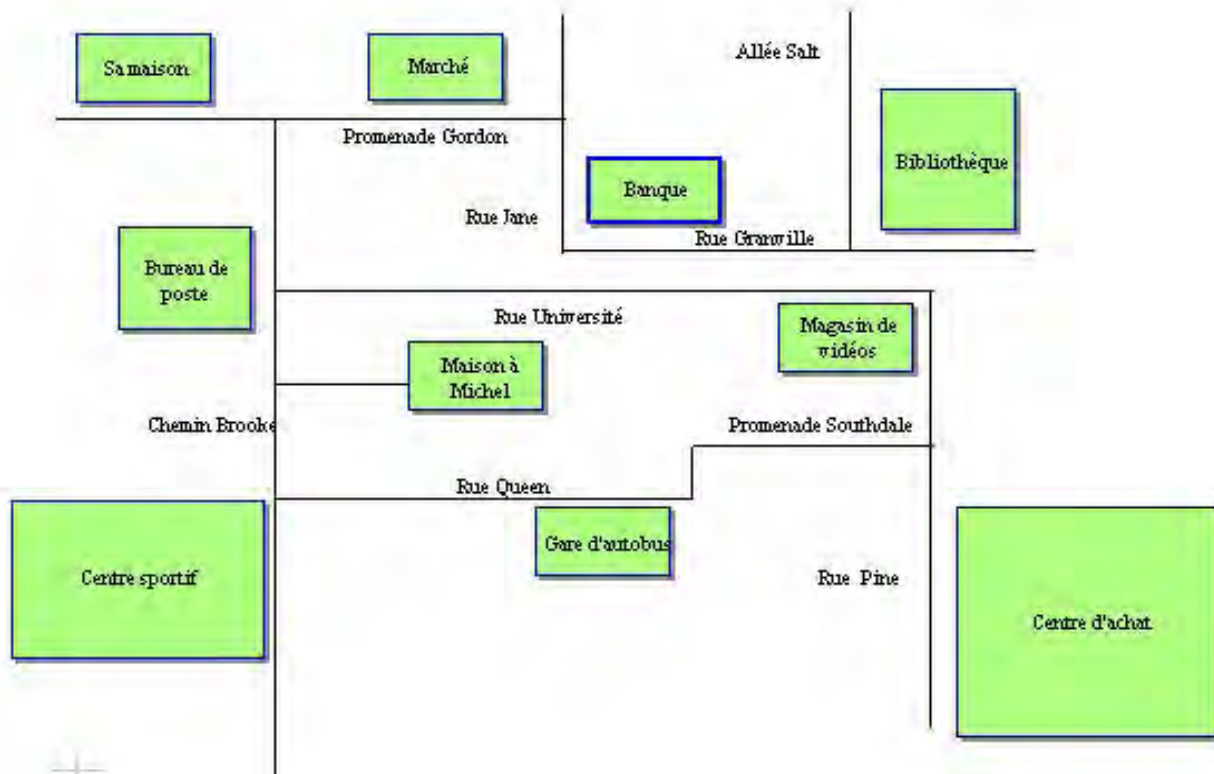 Sa maison
Marché
Allée Salt
Promenade Gordon
Bibliothèque
Banque
Rue Jane
Rue Granville
Bureau de
poste
Rue Université
Magasin de
vidéos
Maison à
Michel
Chemin Brooke
Promenade Southdale
Rue Queen
Gare d'autobus
Centre sportif
Rue Pine
Centre d'achat